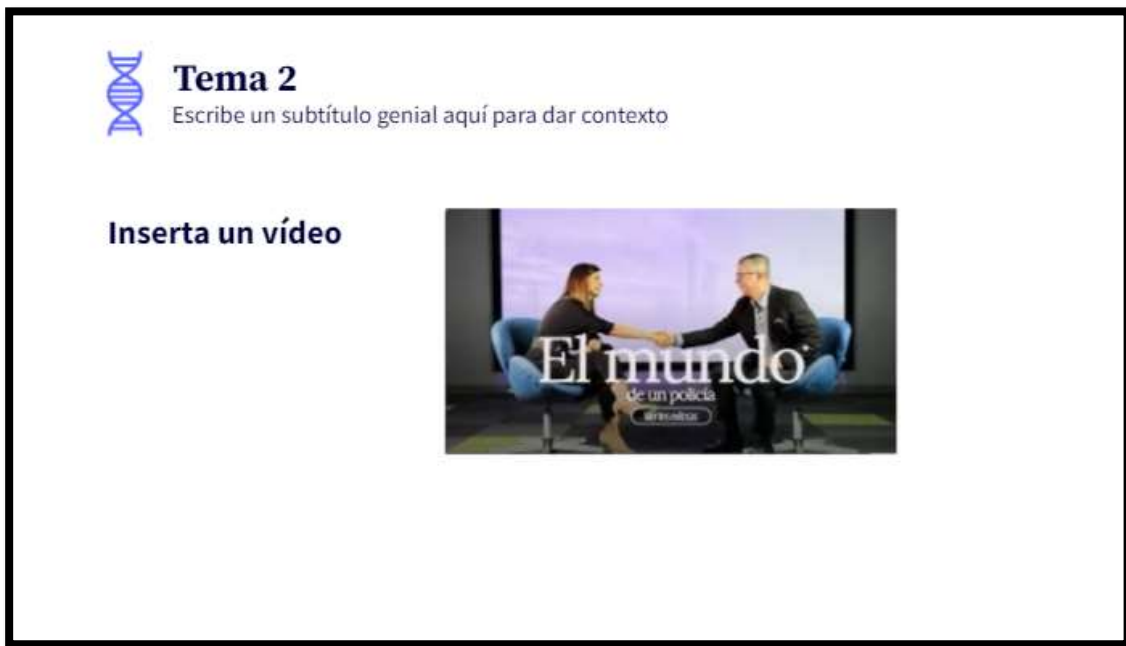 Tema 2
Escribe un subtítulo genial aquí para dar contexto
Inserta un vídeo
El mundo
de un policía